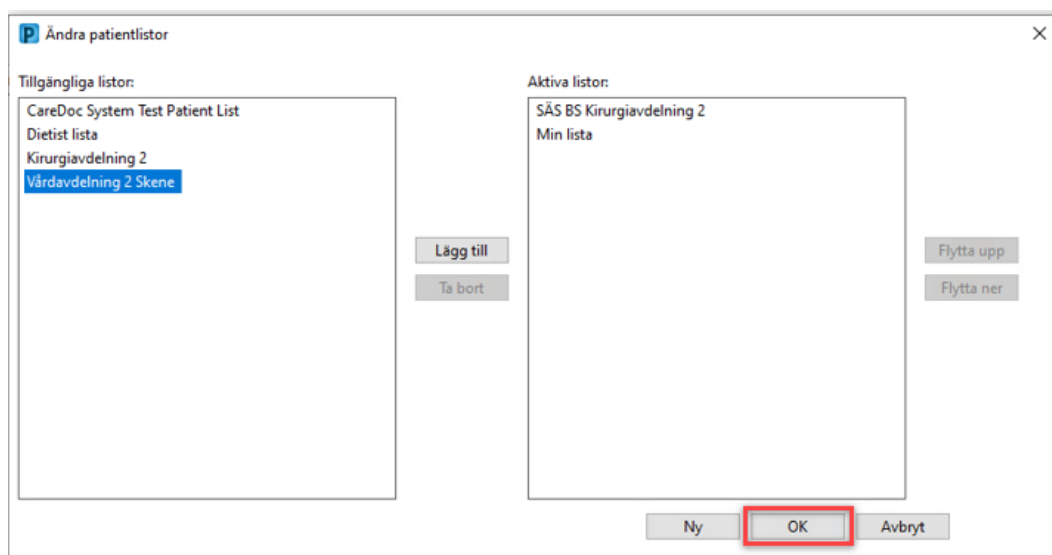 Ändra patientlistor
Tillgängliga listor:
CareDoc System Test Patient List
Dietist lista
Kirurgiavdelning 2
Vårdavdelning 2 Skene
Lägg till
Ta bort
Aktiva listor:
SÄS BS Kirurgiavdelning 2
Min lista
Flytta upp
Flytta ner
Ny
OK
Avbryt